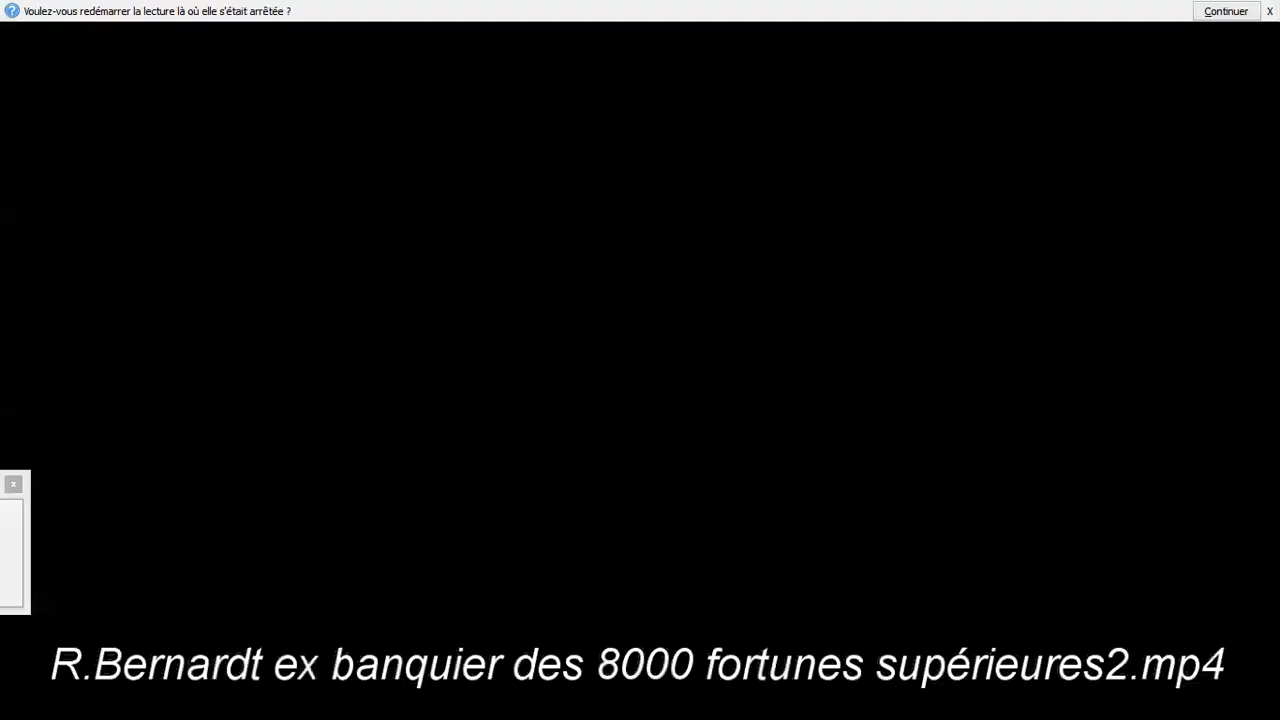 Voulez-vous redémarrer la lecture là où elle s'était arrêtée ?
Continuer
x
x
R.Bernardt ex banquier des 8000 fortunes supérieures2.mp4